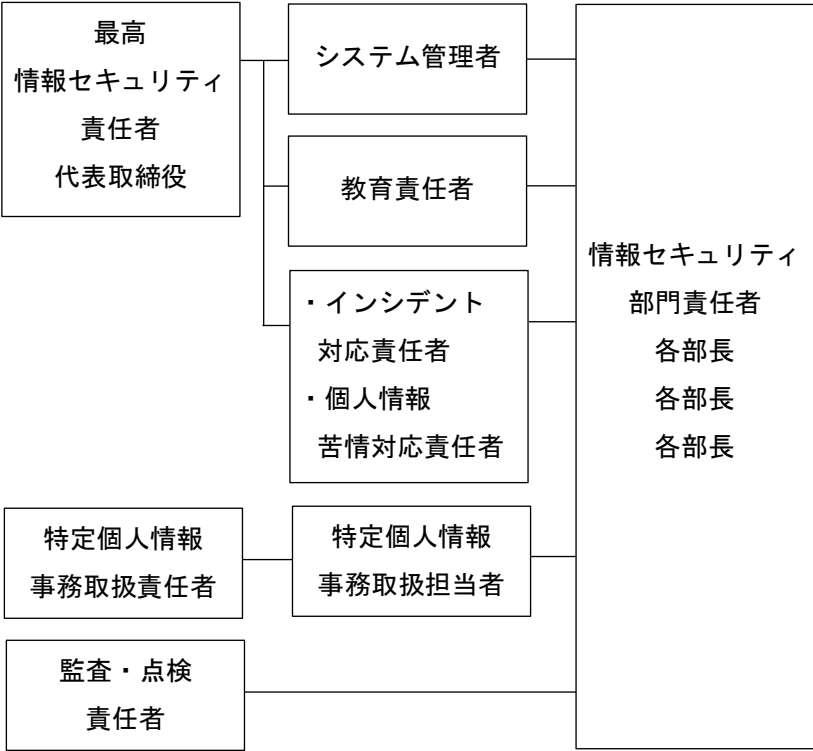 最高
情報セキュリティ
責任者
代表取締役
システム管理者
教育責任者
・インシデント
対応責任者
・個人情報
苦情対応責任者
情報セキュリティ
部門責任者
各部長
各部長
各部長
特定個人情報
事務取扱責任者
特定個人情報
事務取扱担当者
監査・点検
責任者